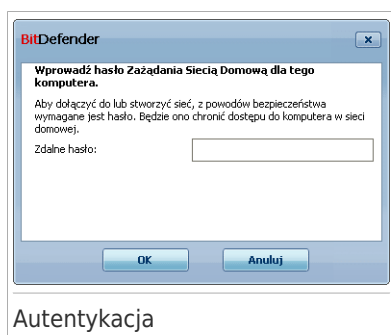 BitDefender
Wprowadź hasło Zażądania Siecią Domową dla tego
komputera.
Aby dołączyć do lub stworzyć sieć, z powodów bezpieczeństwa
wymagane jest hasło. Będzie ono chronić dostępu do komputera w sieci
domowej.
Zdalne hasło:
OK Anuluj
Autentykacja